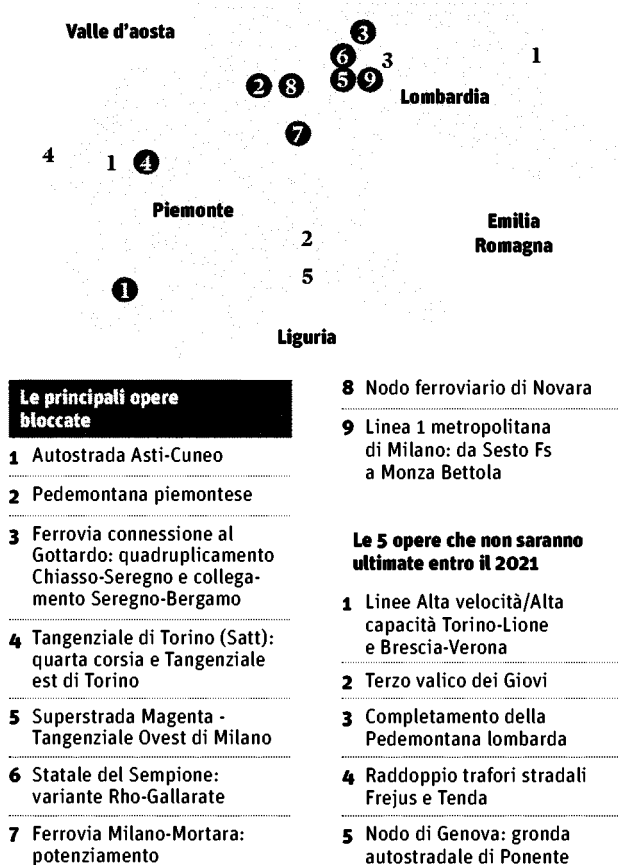 Valle d'aosta
3
6
3
1
2
8
5
9
Lombardia
7
4
1
4
Piemonte
Emilia
Romagna
2
5
1
Liguria
Le principali opere
bloccate
1 Autostrada Asti-Cuneo
2 Pedemontana piemontese
3 Ferrovia connessione al
Gottardo: quadruplicamento
Chiasso-Seregno e collega-
mento Seregno-Bergamo
4 Tangenziale di Torino (Satt):
quarta corsia e Tangenziale
est di Torino
5 Superstrada Magenta -
Tangenziale Ovest di Milano
6 Statale del Sempione:
variante Rho-Gallarate
7 Ferrovia Milano-Mortara:
potenziamento
8 Nodo ferroviario di Novara
9 Linea 1 metropolitana
di Milano: da Sesto Fs
a Monza Bettola
Le 5 opere che non saranno
ultimate entro il 2021
1 Linee Alta velocità/Alta
capacità Torino-Lione
e Brescia-Verona
2 Terzo valico dei Giovi
3 Completamento della
Pedemontana lombarda
4 Raddoppio trafori stradali
Frejus e Tenda
5 Nodo di Genova: gronda
autostradale di Ponente